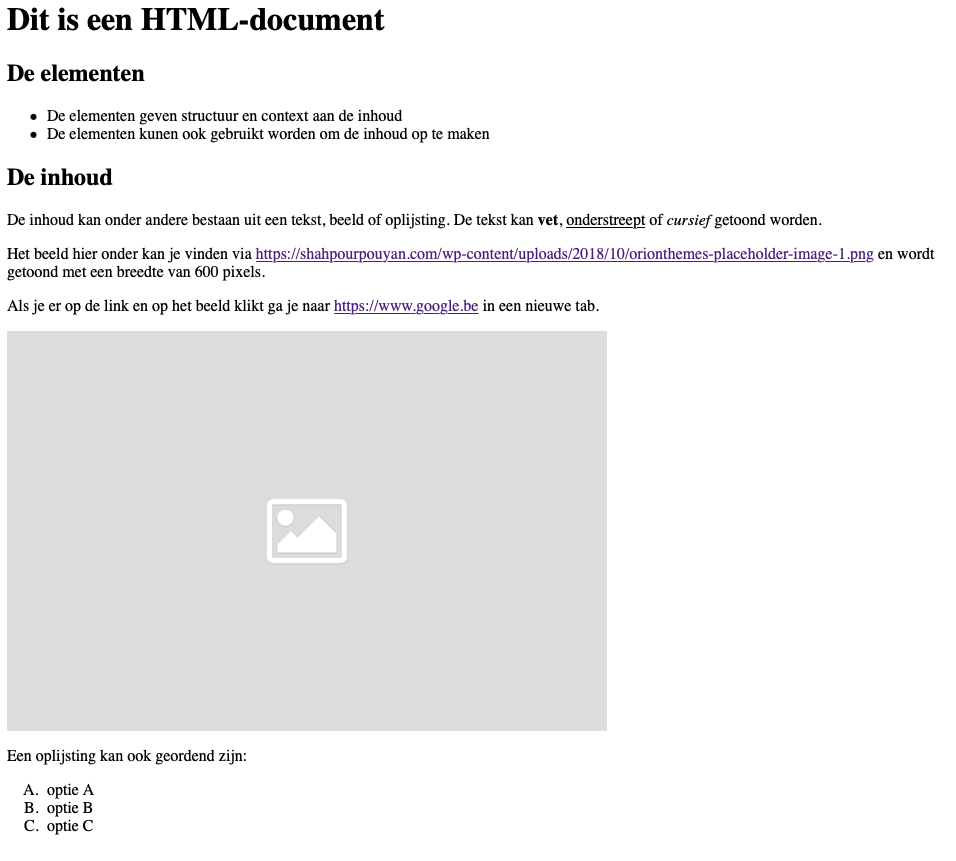 Dit is een HTML-document
De elementen
• De elementen geven structuur en context aan de inhoud
• De elementen kunen ook gebruikt worden om de inhoud op te maken
De inhoud
De inhoud kan onder andere bestaan uit een tekst, beeld of oplijsting. De tekst kan vet, onderstreept of cursief getoond worden.
Het beeld hier onder kan je vinden via https://shahpourpouyan.com/wp-content/uploads/2018/10/orionthemes-placeholder-image-1.png en wordt
getoond met een breedte van 600 pixels.
Als je er op de link en op het beeld klikt ga je naar https://www.google.be in een nieuwe tab.
Een oplijsting kan ook geordend zijn:
A. optie A
B. optie B
C. optie C